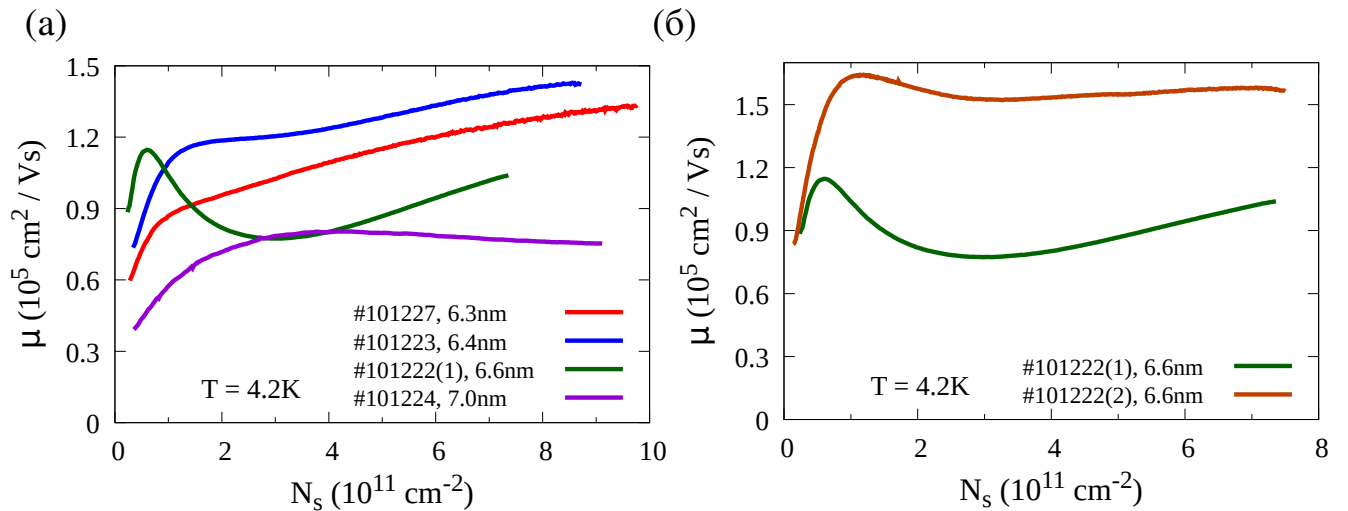 (а)
1.5
1.2
0.9
0.6
0.3
0
μ (10⁵ cm² / Vs)
#101227, 6.3nm
#101223, 6.4nm
#101222(1), 6.6nm
#101224, 7.0nm
T = 4.2K
0 2 4 6 8 10
Nₛ (10¹¹ cm⁻²)
(б)
1.5
1.2
0.9
0.6
0.3
0
μ (10⁵ cm² / Vs)
#101222(1), 6.6nm
#101222(2), 6.6nm
T = 4.2K
0 2 4 6 8
Nₛ (10¹¹ cm⁻²)